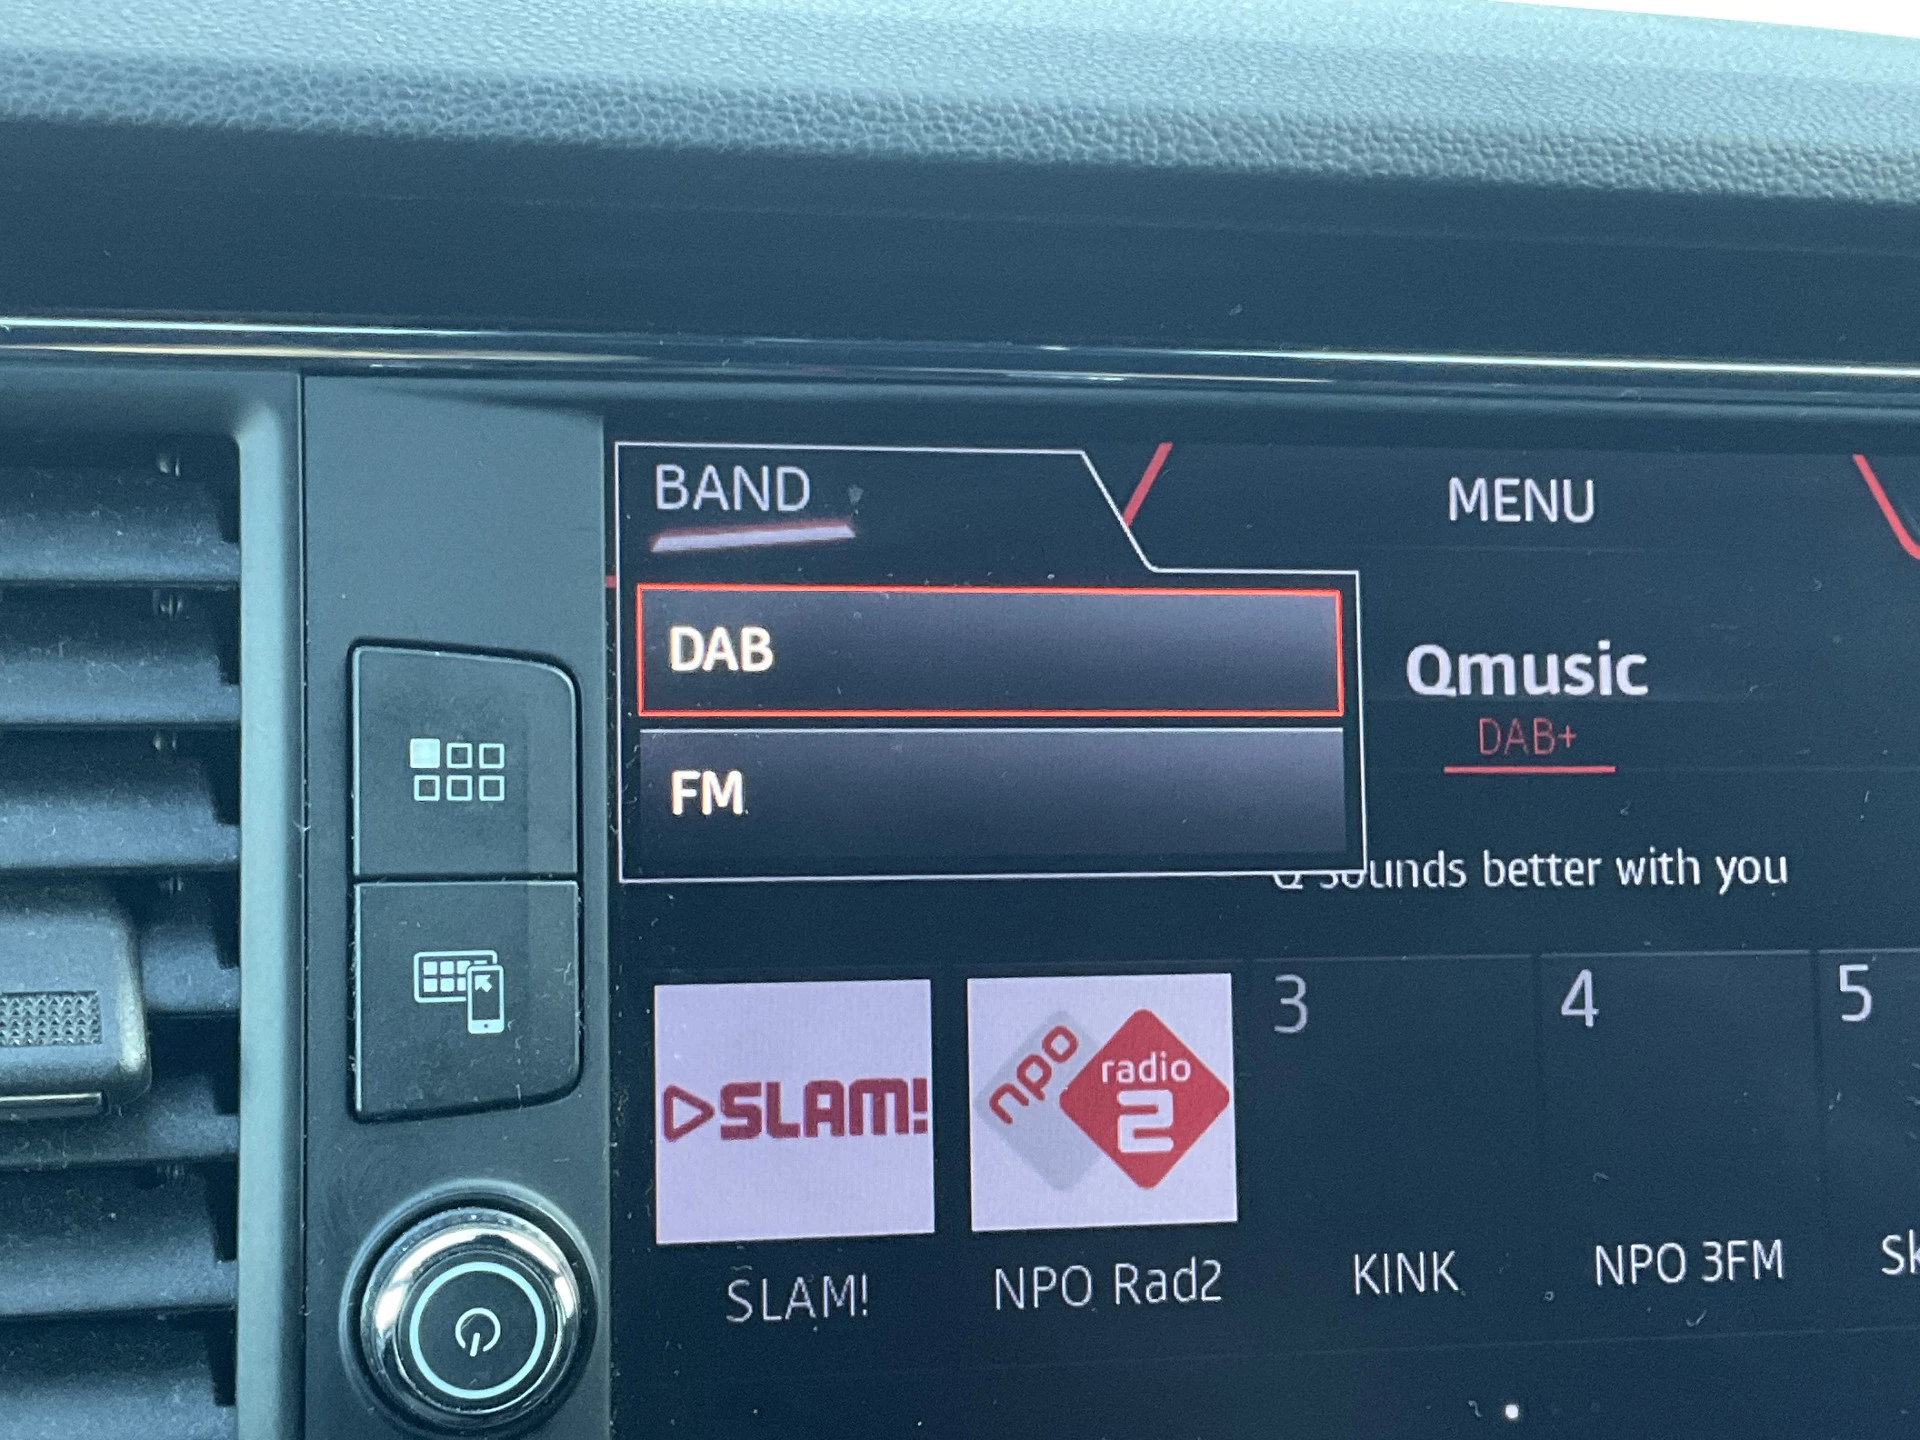 BAND
MENU
DAB
FM
Qmusic
DAB+
Q sounds better with you
SLAM!
npo
radio
2
3
4
5
SLAM!
NPO Rad2
KINK
NPO 3FM